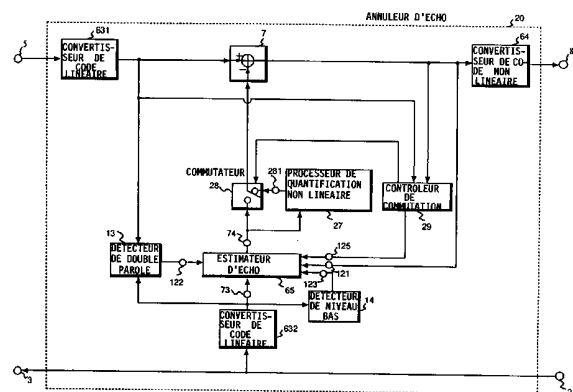 ANNULEUR D'ECHO
20
631
7
64
5
CONVERTIS-
SEUR DE
CODE
LINEAIRE
CONVERTIS-
SEUR DE CO-
DE NON
LINEAIRE
8
COMMUTATEUR
28
281
PROCESSEUR DE
QUANTIFICATION
NON LINEAIRE
27
CONTROLEUR
DE
COMMUTATION
29
13
DETECTEUR
DE DOUBLE
PAROLE
122
74
ESTIMATEUR
D'ECHO
65
125
121
123
73
DETECTEUR
DE NIVEAU
BAS
14
CONVERTIS-
SEUR DE
CODE
LINEAIRE
632
3